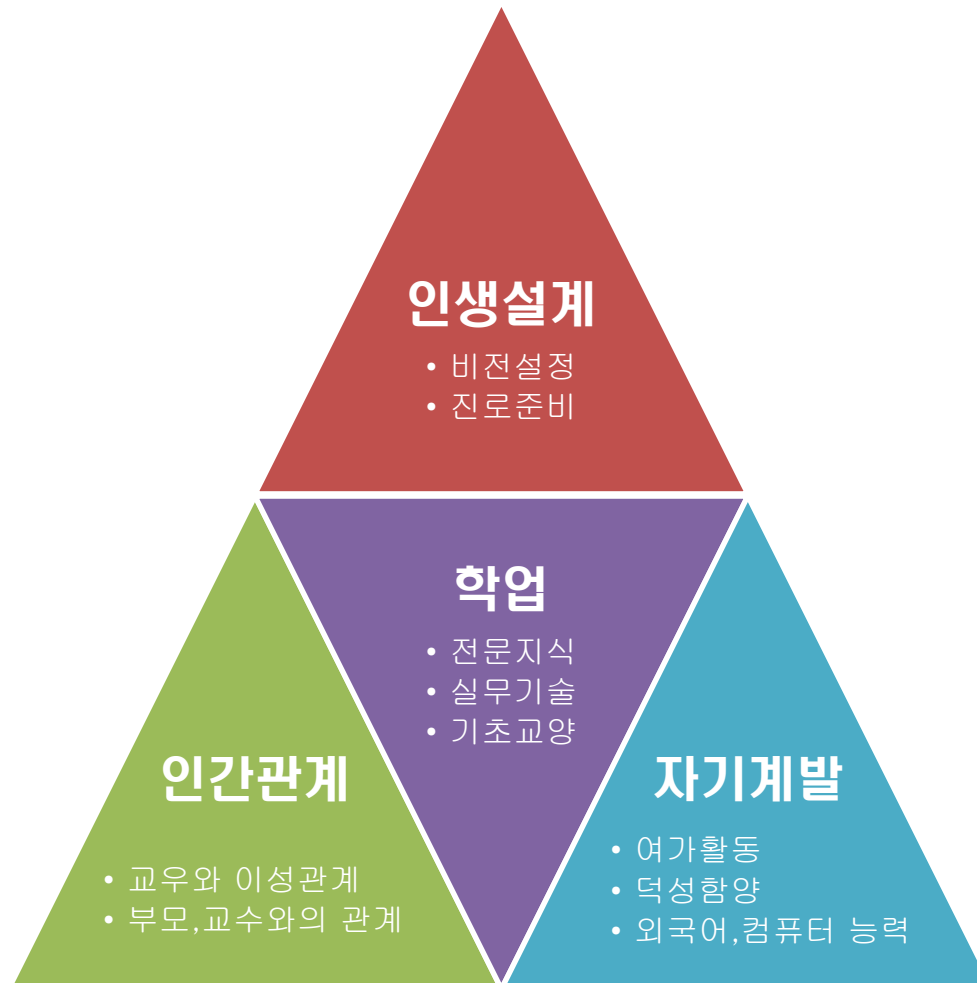 인생설계
• 비전설정
• 진로준비
학업
• 전문지식
• 실무기술
• 기초교양
인간관계
• 교우와 이성관계
• 부모,교수와의 관계
자기계발
• 여가활동
• 덕성함양
• 외국어,컴퓨터 능력